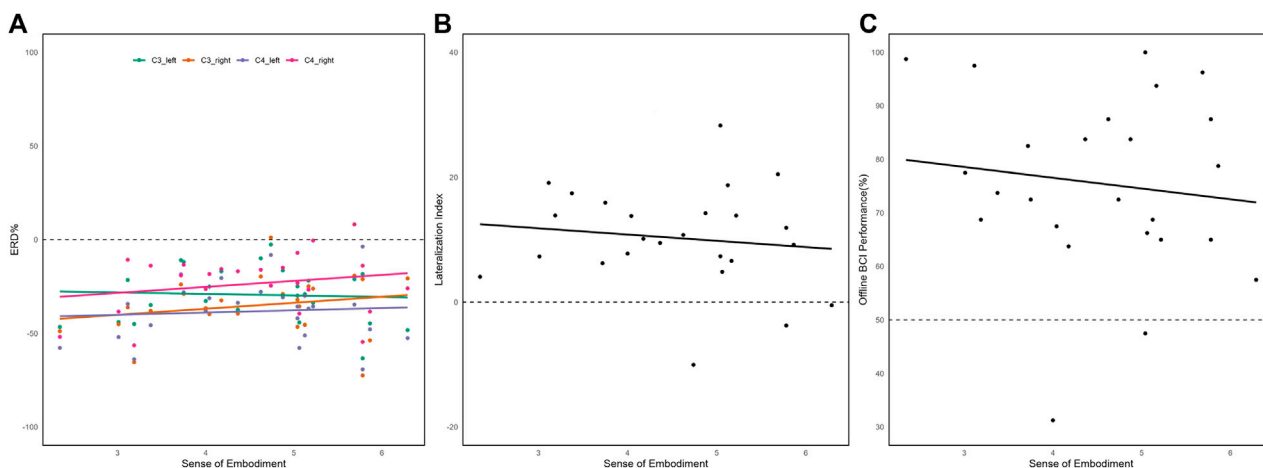 A
ERD%
100
50
0
-50
-100
C3_left C3_right C4_left C4_right
3 4 5 6
Sense of Embodiment
B
Lateralization Index
40
20
0
-20
3 4 5 6
Sense of Embodiment
C
Offline BCI Performance(%)
100
90
80
70
60
50
40
30
3 4 5 6
Sense of Embodiment